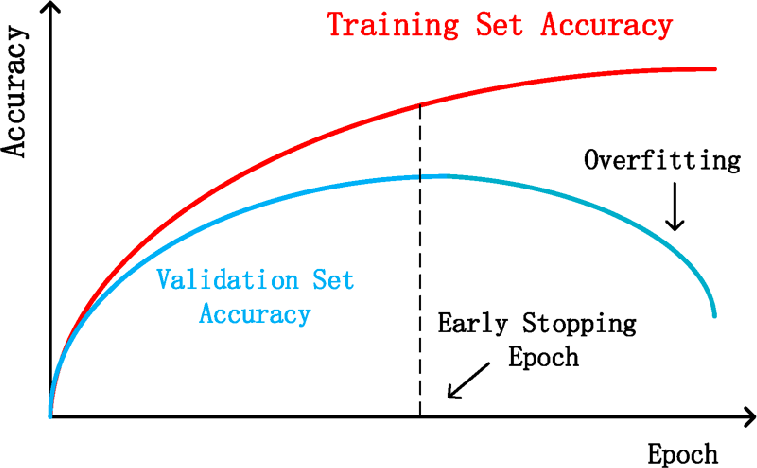 Training Set Accuracy
Accuracy
Overfitting
Validation Set
Accuracy
Early Stopping
Epoch
Epoch